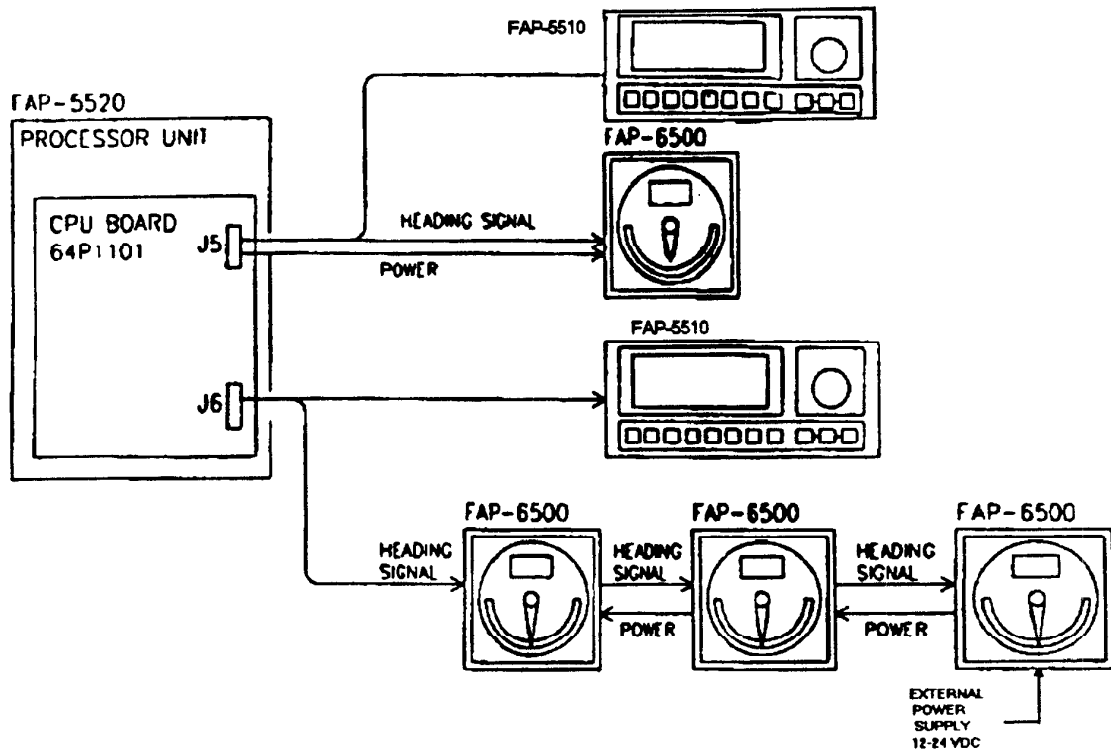 FAP-5510
FAP-5520
PROCESSOR UNIT
FAP-6500
CPU BOARD
64P1101
J5
HEADING SIGNAL
POWER
FAP-5510
J6
FAP-6500
FAP-6500
FAP-6500
HEADING
SIGNAL
HEADING
SIGNAL
HEADING
SIGNAL
POWER
POWER
EXTERNAL
POWER
SUPPLY
12-24 VDC